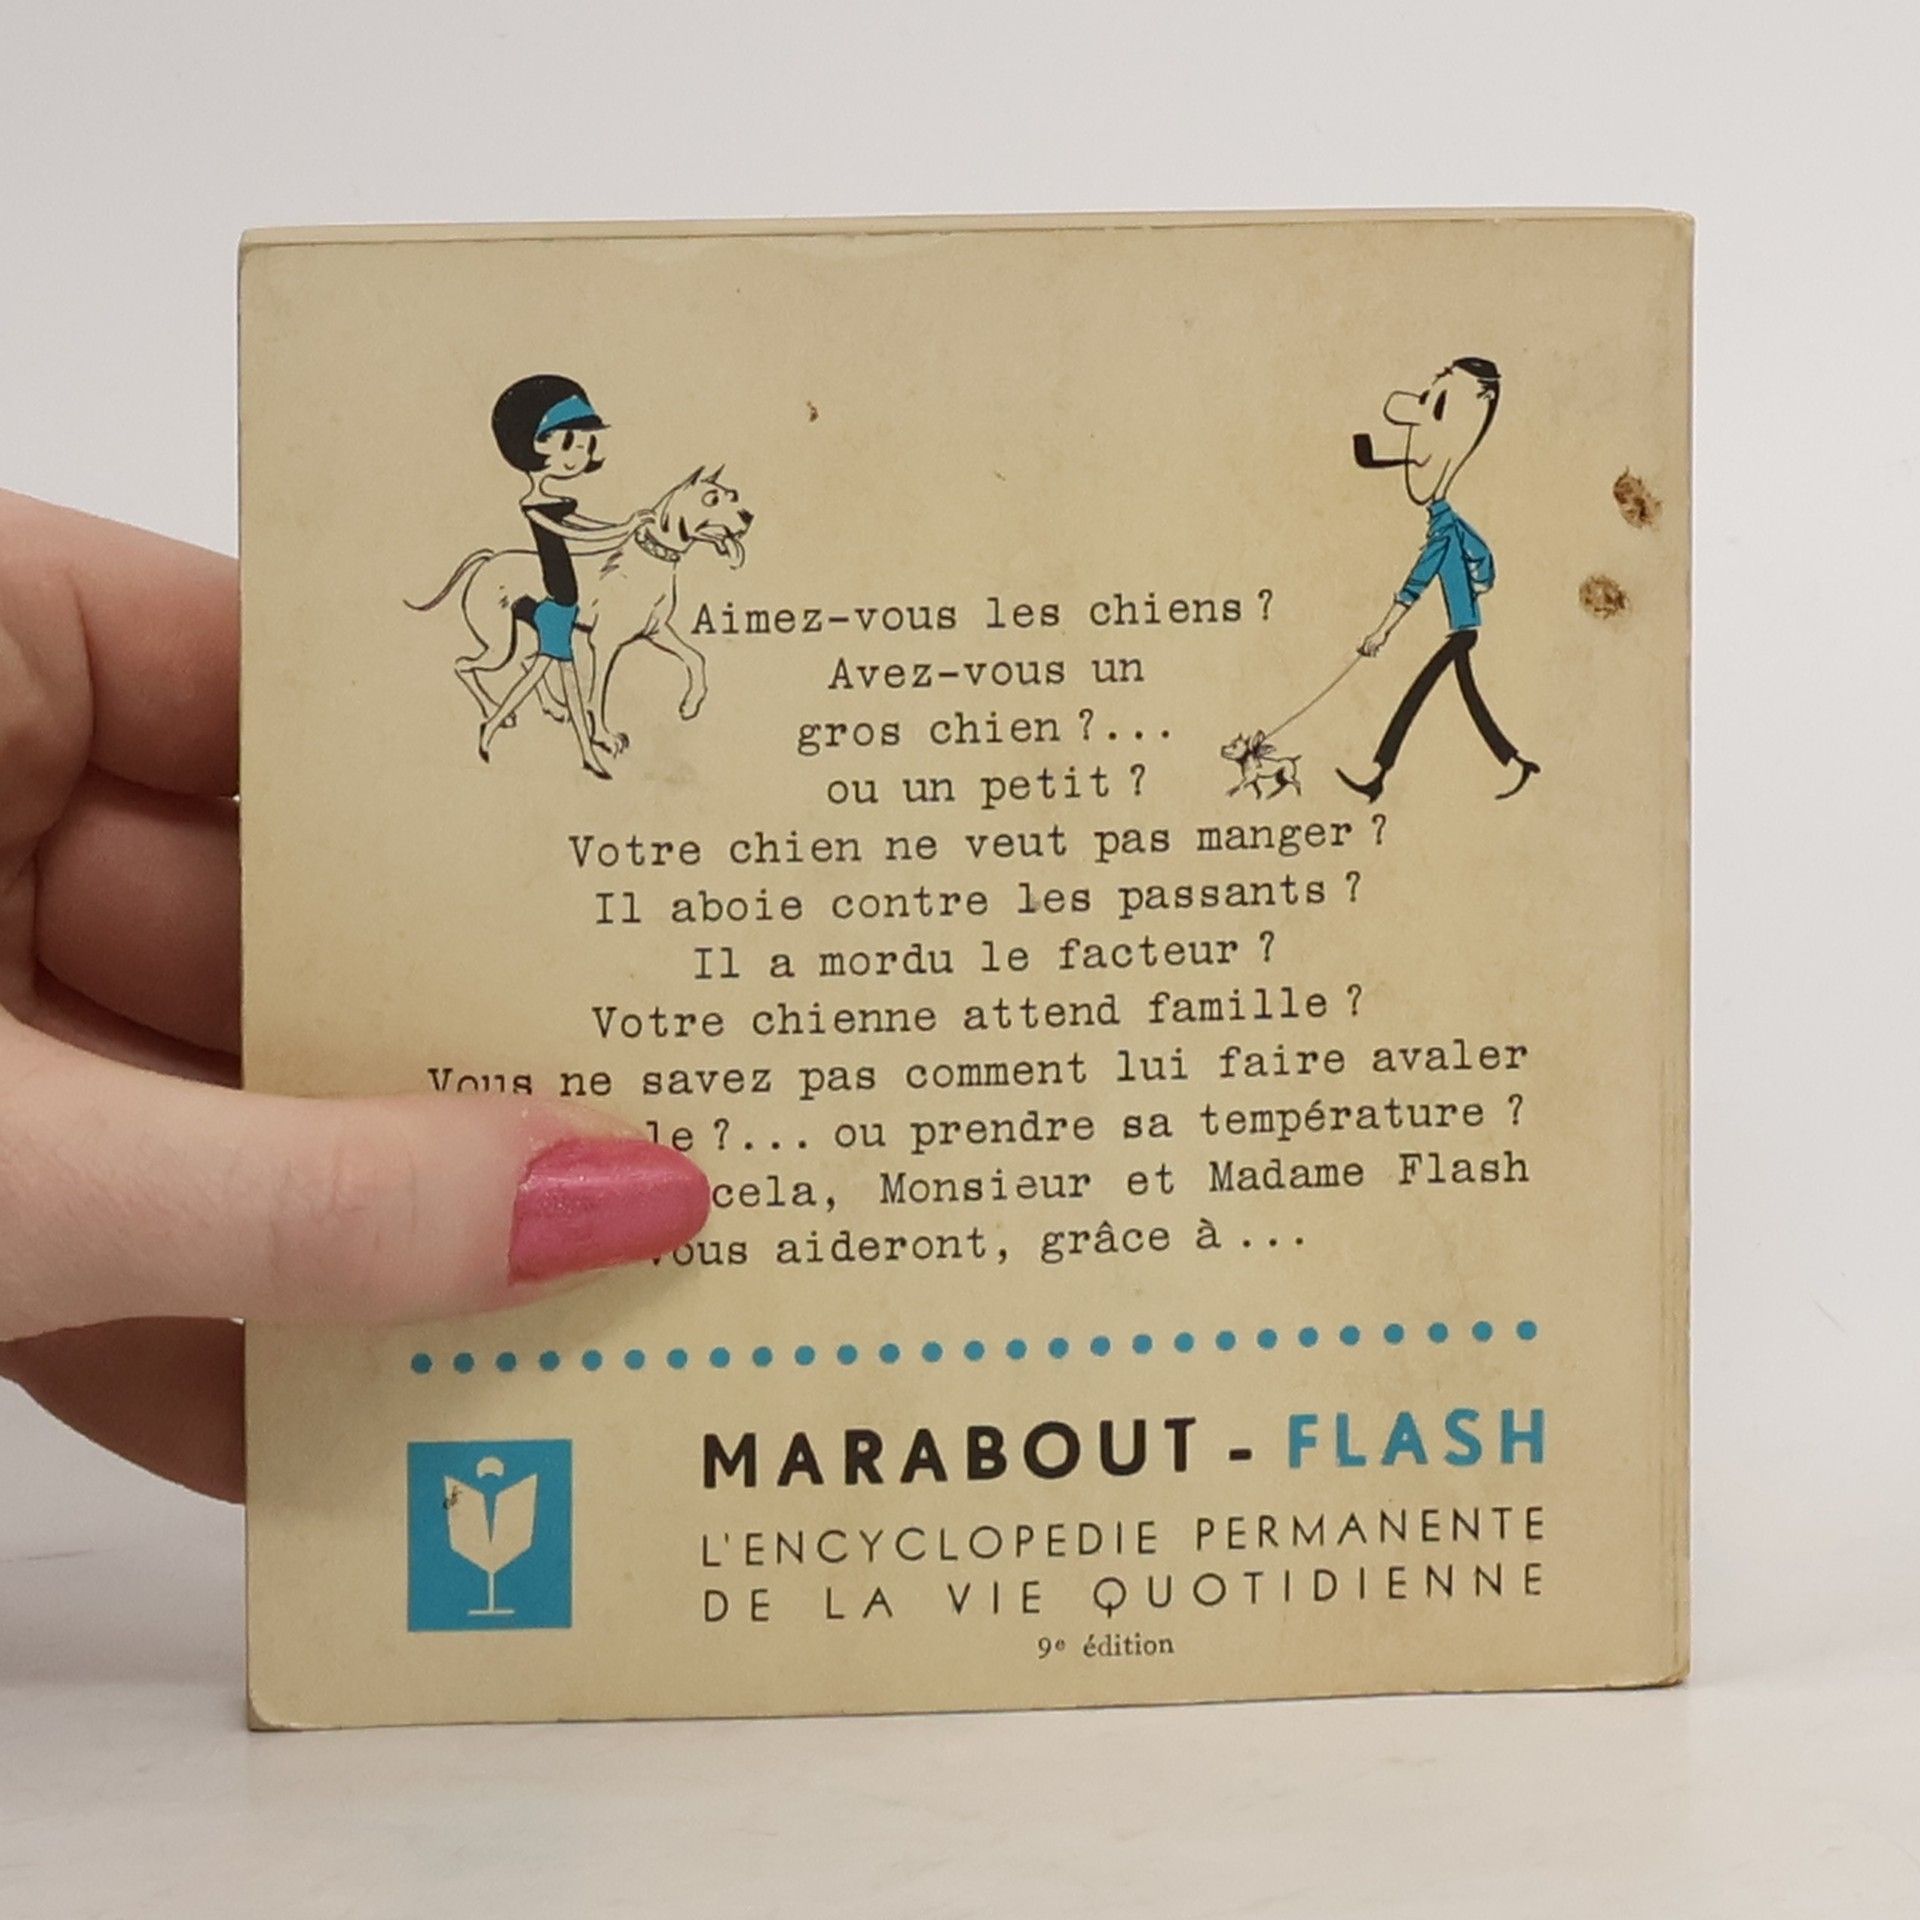 Aimez-vous les chiens ?
Avez-vous un
gros chien ?...
ou un petit ?
Votre chien ne veut pas manger ?
Il aboie contre les passants ?
Il a mordu le facteur ?
Votre chienne attend famille ?
Vous ne savez pas comment lui faire avaler
?... ou prendre sa température ?
cela, Monsieur et Madame Flash
vous aideront, grâce à ...
MARABOUT - FLASH
L'ENCYCLOPEDIE PERMANENTE
DE LA VIE QUOTIDIENNE
9e édition